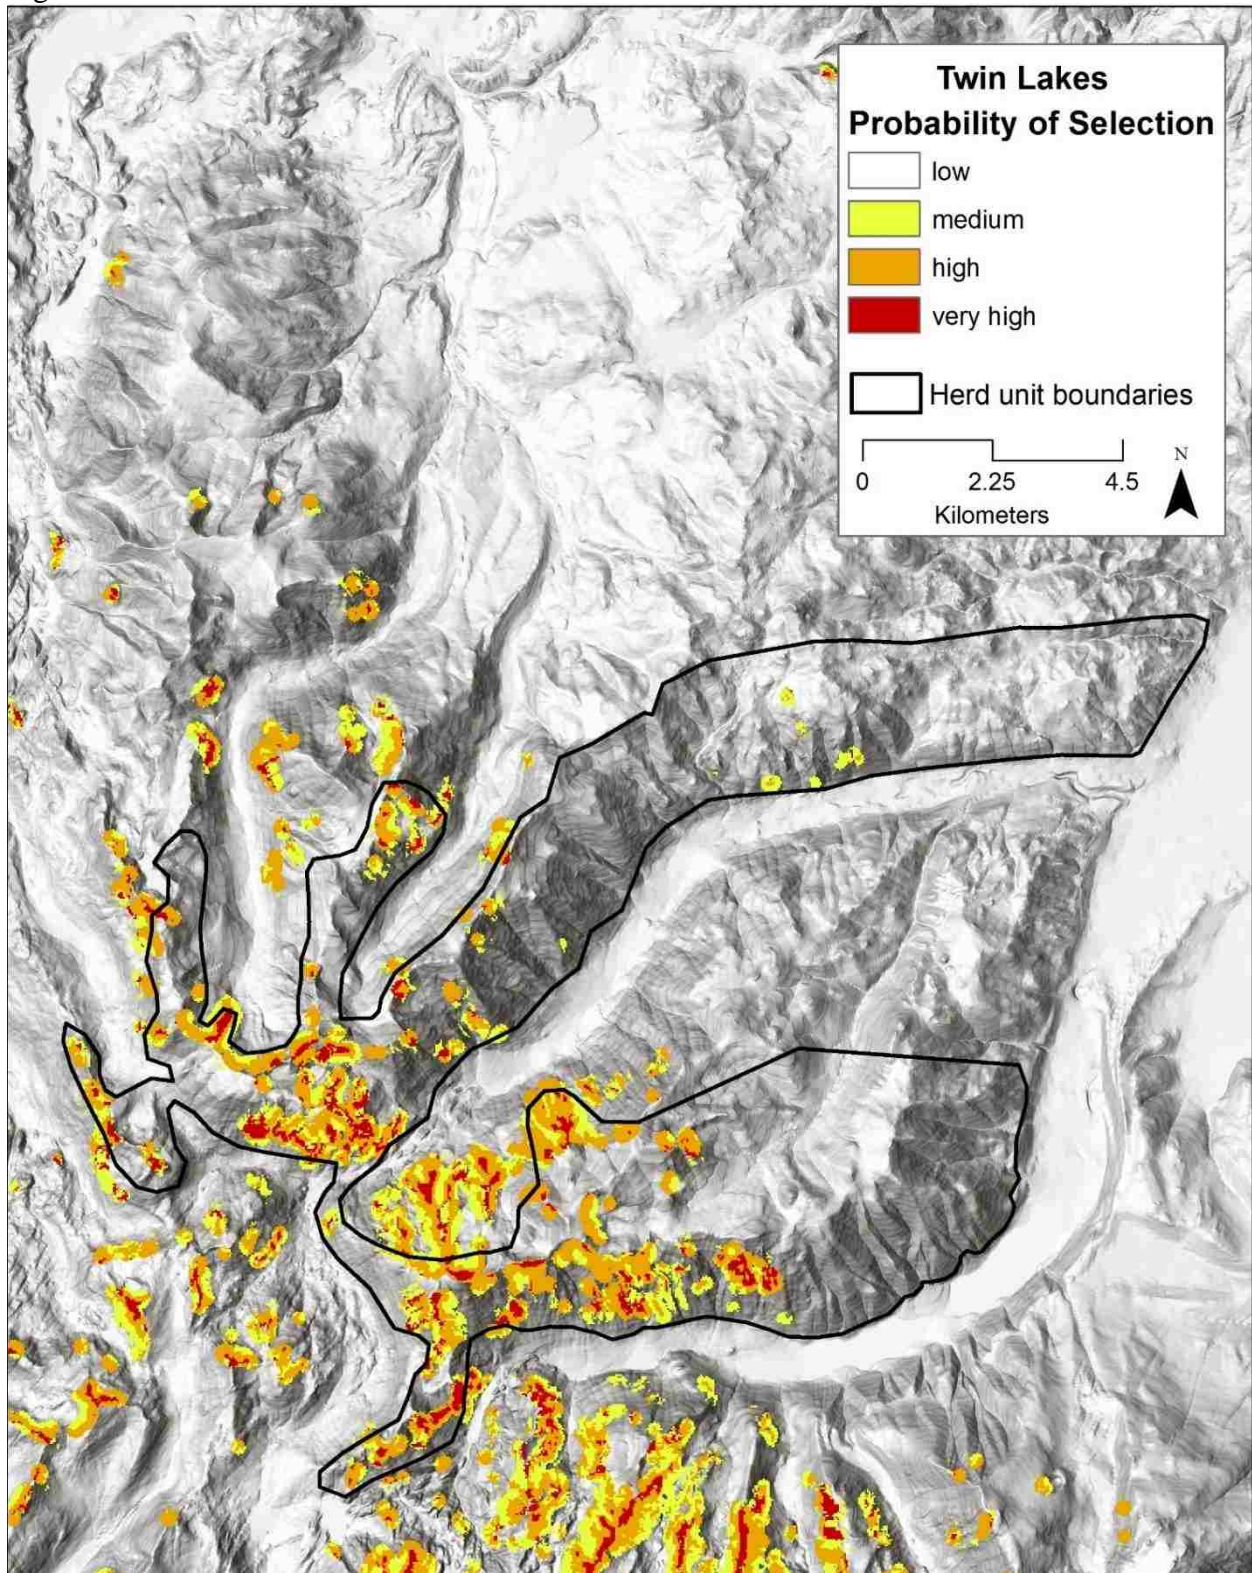 Twin Lakes
Probability of Selection
low
medium
high
very high
Herd unit boundaries
N
0 2.25 4.5
Kilometers